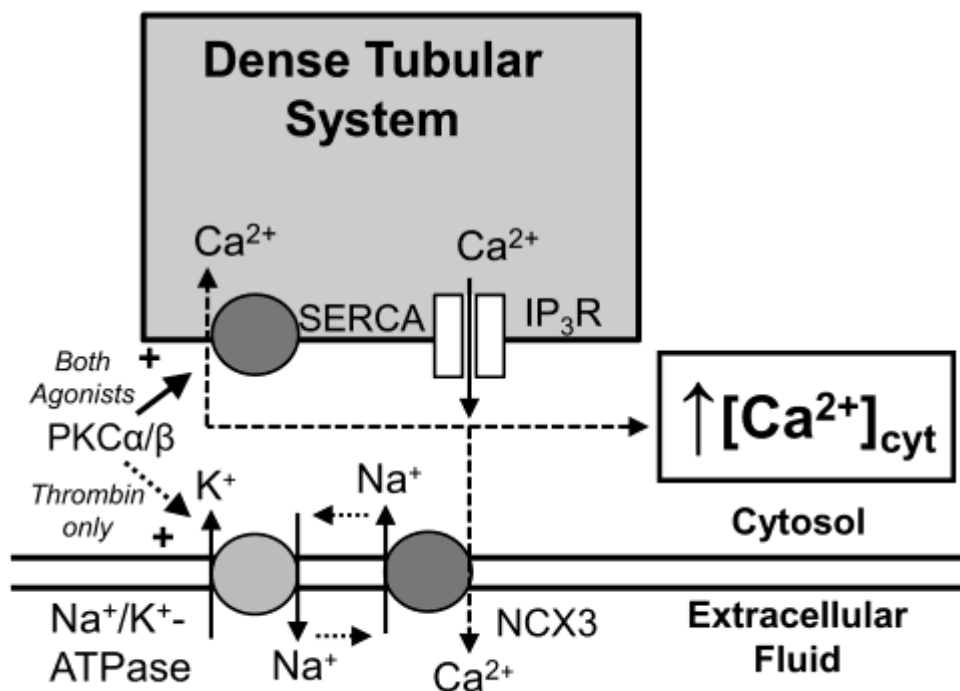 Dense Tubular
System
Ca²⁺
Ca²⁺
SERCA
IP₃R
Both
Agonists
+
PKCα/β
Thrombin
only
+
↑[Ca²⁺]cyt
K⁺
Na⁺
Cytosol
Na⁺/K⁺-
ATPase
Na⁺
NCX3
Ca²⁺
Extracellular
Fluid